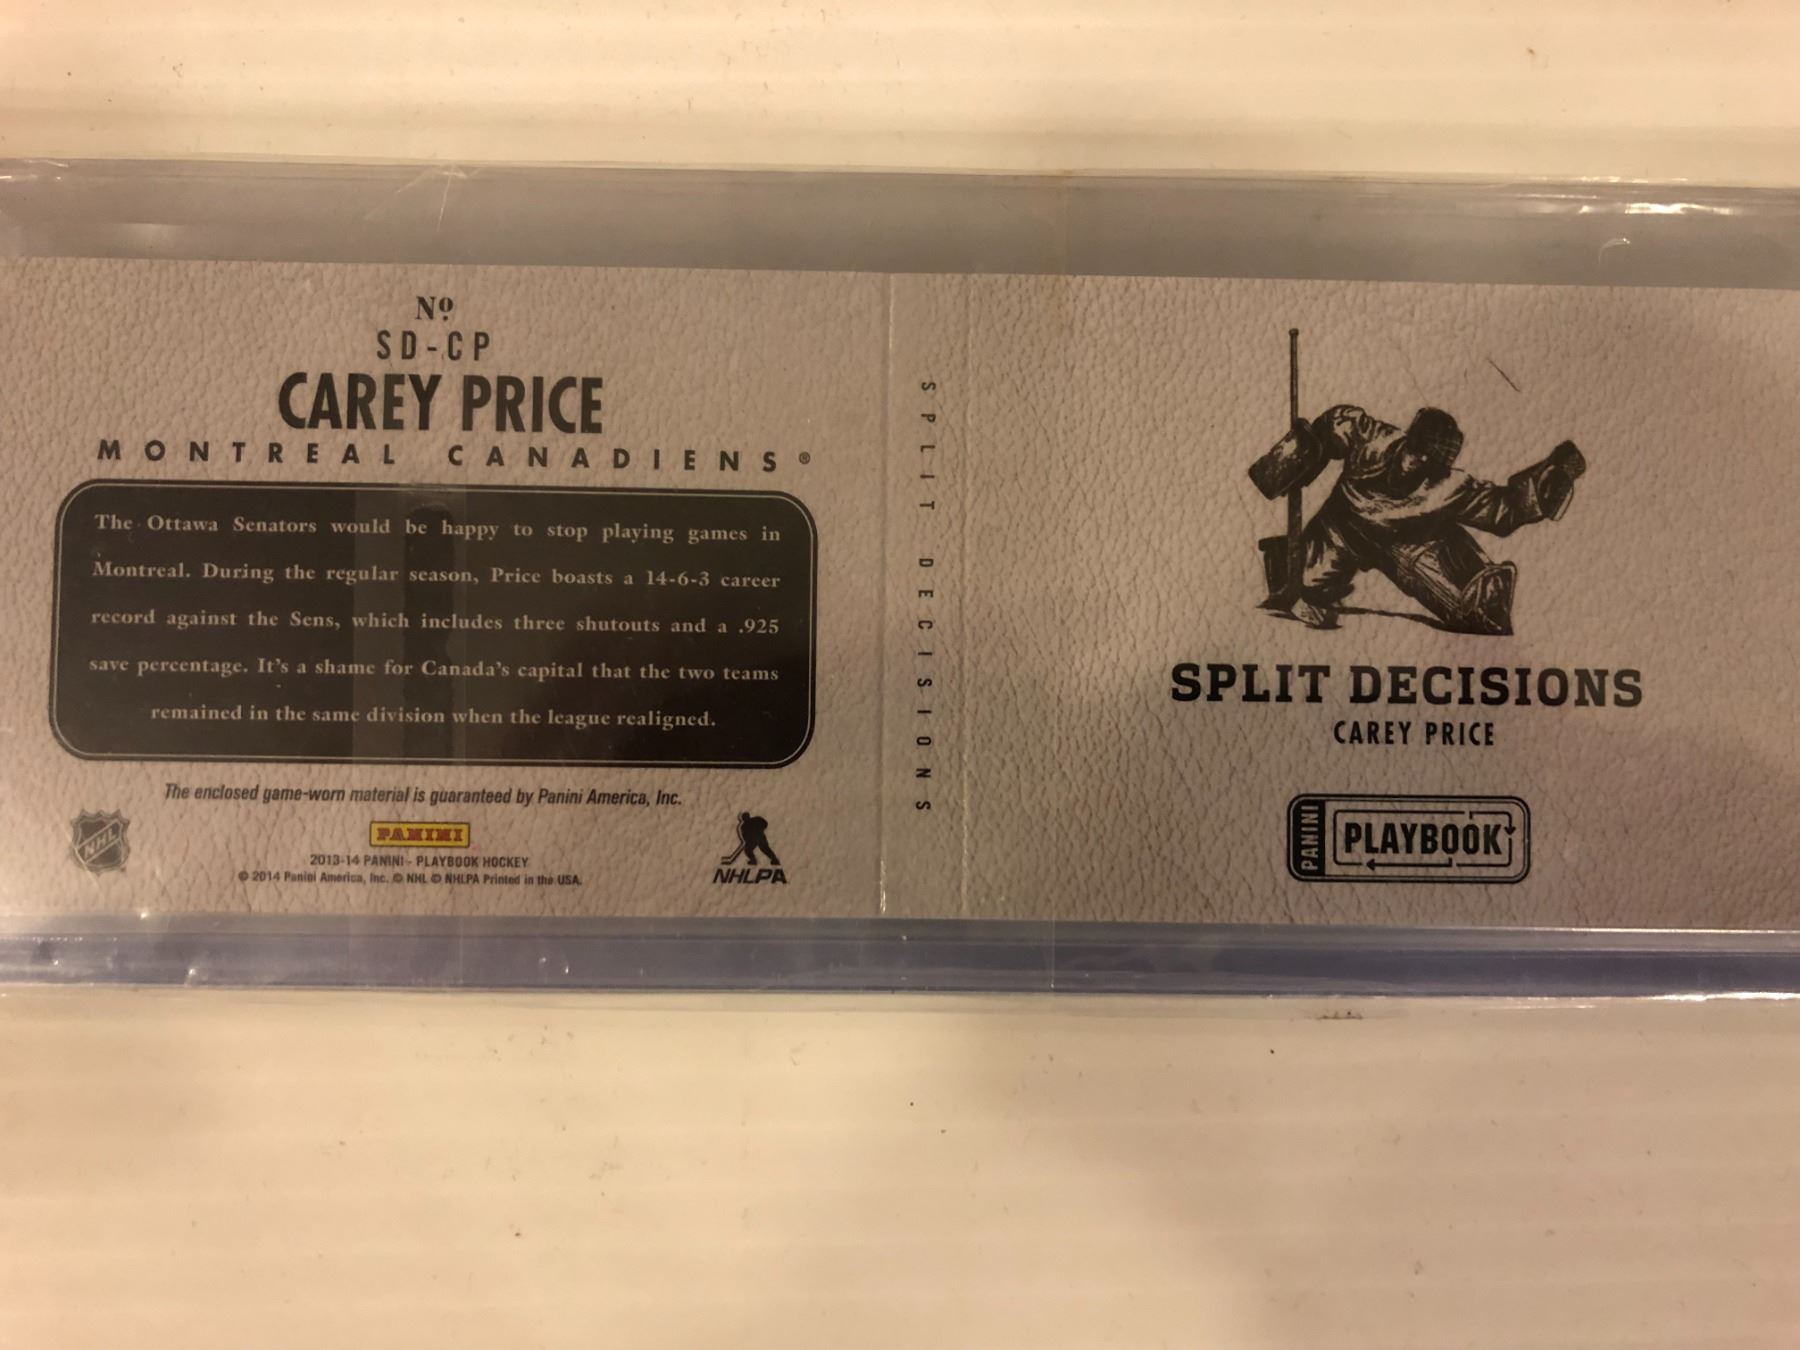 Nº
SD-CP
CAREY PRICE
MONTREAL CANADIENS®
The Ottawa Senators would be happy to stop playing games in
Montreal. During the regular season, Price boasts a 14-6-3 career
record against the Sens, which includes three shutouts and a .925
save percentage. It's a shame for Canada's capital that the two teams
remained in the same division when the league realigned.
The enclosed game-worn material is guaranteed by Panini America, Inc.
NHL
PANINI
2013-14 PANINI - PLAYBOOK HOCKEY
© 2014 Panini America, Inc. © NHL © NHLPA Printed in the USA.
NHLPA
SPLIT DECISIONS
SPLIT DECISIONS
CAREY PRICE
PANINI
PLAYBOOK